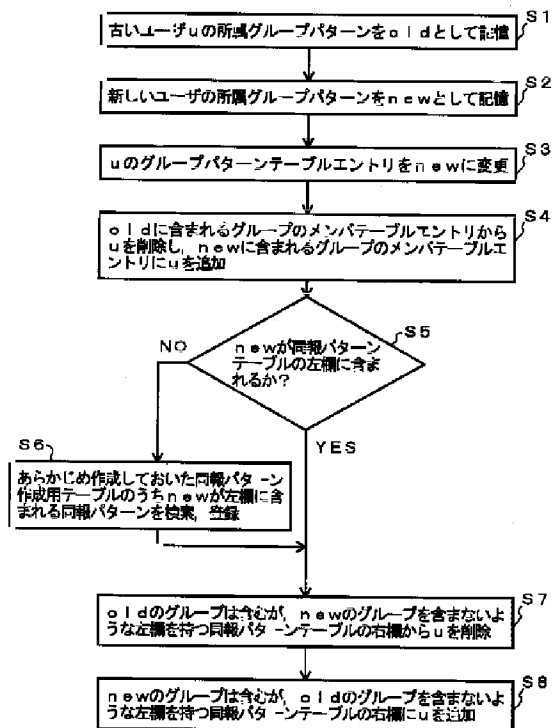 S1
古いユーザuの所属グループパターンをoldとして記憶
S2
新しいユーザの所属グループパターンをnewとして記憶
S3
uのグループパターンテーブルエントリをnewに変更
S4
oldに含まれるグループのメンバテーブルエントリから
uを削除し，newに含まれるグループのメンバテーブルエ
ントリにuを追加
S5
newが同報パターン
テーブルの左欄に含ま
れるか？
NO
YES
S6
あらかじめ作成しておいた同報パターン
作成用テーブルのうちnewが左欄に含
まれる同報パターンを検索，登録
S7
oldのグループは含むが，newのグループを含まないよ
うな左欄を持つ同報パターンテーブルの右欄からuを削除
S8
newのグループは含むが，oldのグループを含まないよ
うな左欄を持つ同報パターンテーブルの右欄にuを追加